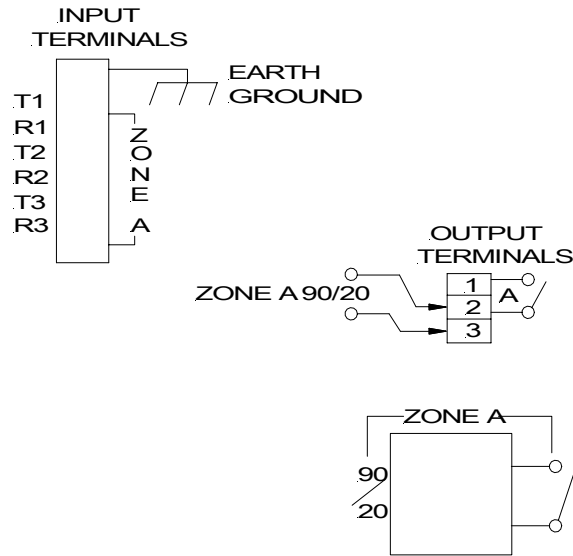 INPUT
TERMINALS
EARTH
GROUND
T1
R1
T2
R2
T3
R3
ZONE A
OUTPUT
TERMINALS
ZONE A 90/20
1
2
3
A
ZONE A
90
20